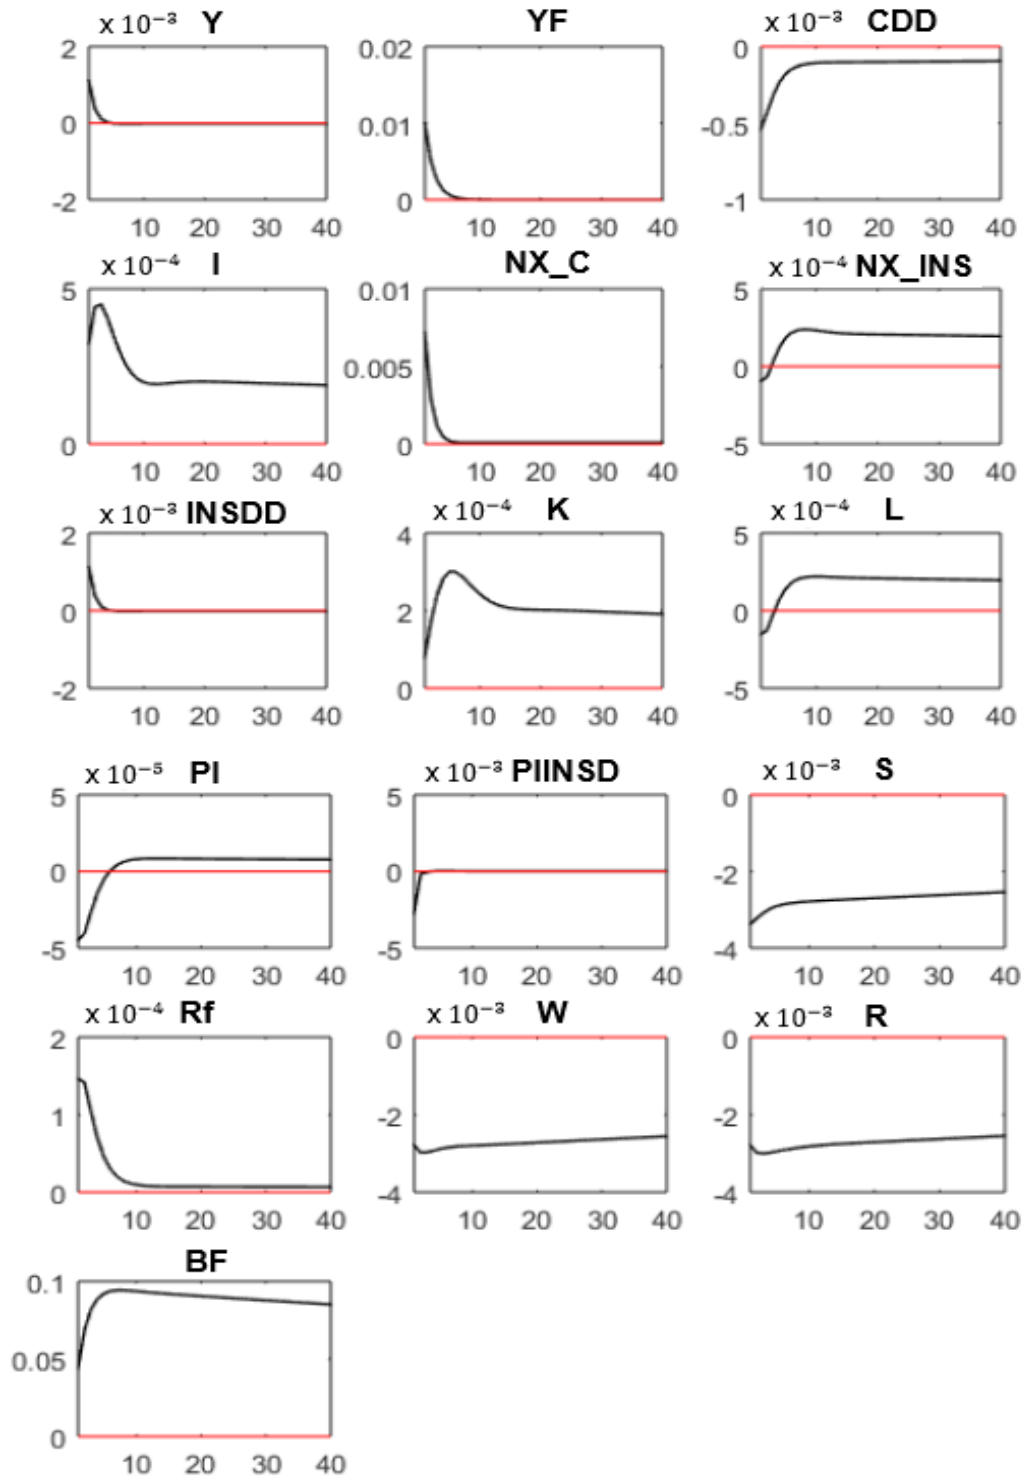 x 10⁻³ Y
YF
x 10⁻³ CDD
2
0
-2
10 20 30 40
0.02
0.01
0
10 20 30 40
0
-0.5
-1
10 20 30 40
x 10⁻⁴ I
NX_C
x 10⁻⁴ NX_INS
5
0
10 20 30 40
0.01
0.005
0
10 20 30 40
5
0
-5
10 20 30 40
x 10⁻³ INSDD
x 10⁻⁴ K
x 10⁻⁴ L
2
0
-2
10 20 30 40
4
2
0
10 20 30 40
5
0
-5
10 20 30 40
x 10⁻⁵ PI
x 10⁻³ PIINSD
x 10⁻³ S
5
0
-5
10 20 30 40
5
0
-5
10 20 30 40
0
-2
-4
10 20 30 40
x 10⁻⁴ Rf
x 10⁻³ W
x 10⁻³ R
2
1
0
10 20 30 40
0
-2
-4
10 20 30 40
0
-2
-4
10 20 30 40
BF
0.1
0.05
0
10 20 30 40